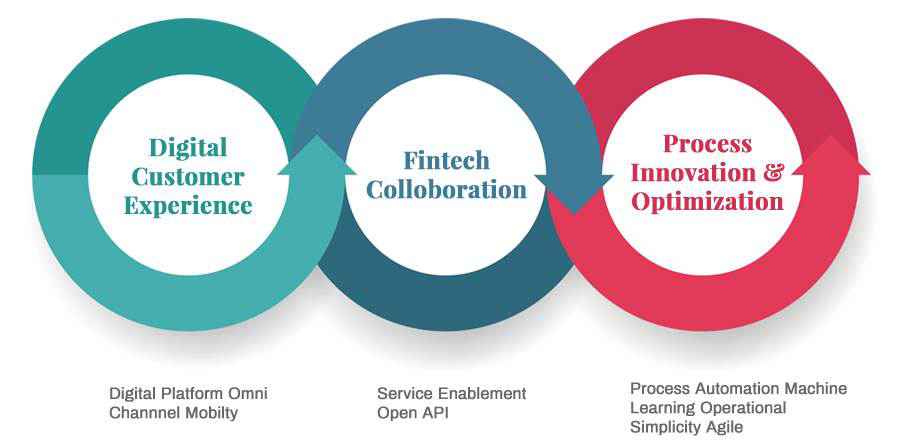 Digital
Customer
Experience
Fintech
Colloboration
Process
Innovation &
Optimization
Digital Platform Omni
Channnel Mobilty
Service Enablement
Open API
Process Automation Machine
Learning Operational
Simplicity Agile